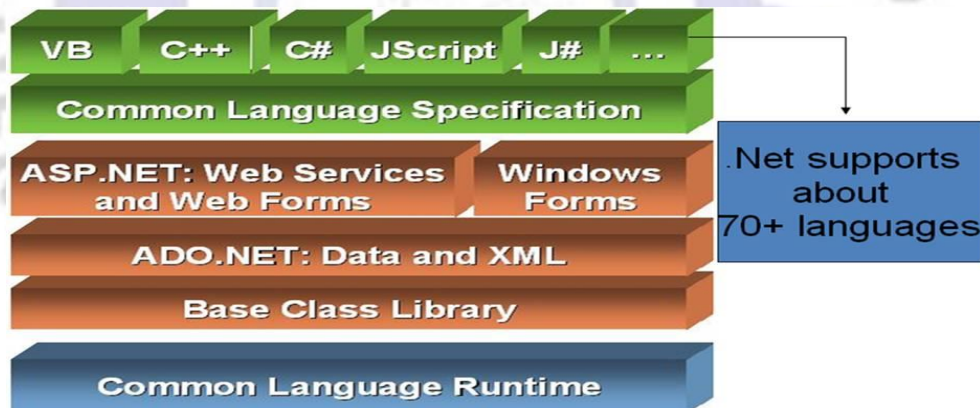 VB C++ C# JScript J# ...
Common Language Specification
ASP.NET: Web Services
and Web Forms
Windows
Forms
ADO.NET: Data and XML
Base Class Library
Common Language Runtime
.Net supports
about
70+ languages